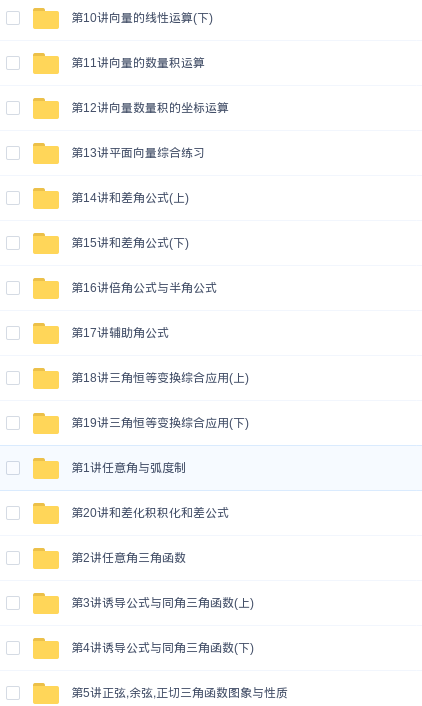 第10讲向量的线性运算(下)
第11讲向量的数量积运算
第12讲向量数量积的坐标运算
第13讲平面向量综合练习
第14讲和差角公式(上)
第15讲和差角公式(下)
第16讲倍角公式与半角公式
第17讲辅助角公式
第18讲三角恒等变换综合应用(上)
第19讲三角恒等变换综合应用(下)
第1讲任意角与弧度制
第20讲和差化积积化和差公式
第2讲任意角三角函数
第3讲诱导公式与同角三角函数(上)
第4讲诱导公式与同角三角函数(下)
第5讲正弦,余弦,正切三角函数图象与性质